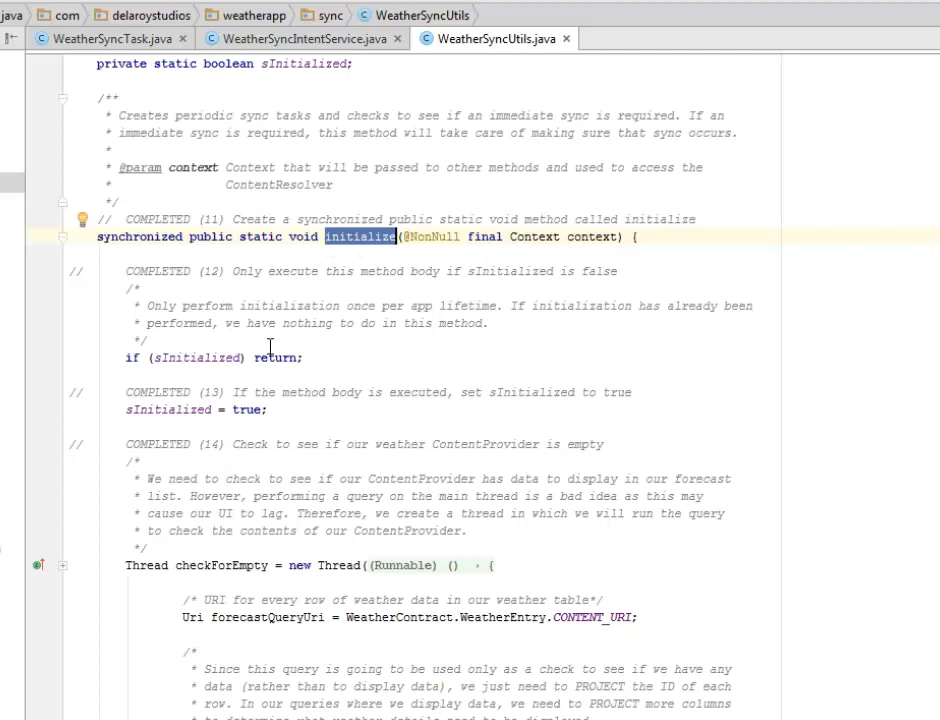 java com delaroystudios weatherapp sync WeatherSyncUtils
WeatherSyncTask.java WeatherSyncIntentService.java WeatherSyncUtils.java
private static boolean sInitialized;
/**
* Creates periodic sync tasks and checks to see if an immediate sync is required. If an
* immediate sync is required, this method will take care of making sure that sync occurs.
*
* @param context Context that will be passed to other methods and used to access the
* ContentResolver
*/
// COMPLETED (11) Create a synchronized public static void method called initialize
synchronized public static void initialize(@NonNull final Context context) {
// COMPLETED (12) Only execute this method body if sInitialized is false
/*
* Only perform initialization once per app lifetime. If initialization has already been
* performed, we have nothing to do in this method.
*/
if (sInitialized) return;
// COMPLETED (13) If the method body is executed, set sInitialized to true
sInitialized = true;
// COMPLETED (14) Check to see if our weather ContentProvider is empty
/*
* We need to check to see if our ContentProvider has data to display in our forecast
* list. However, performing a query on the main thread is a bad idea as this may
* cause our UI to lag. Therefore, we create a thread in which we will run the query
* to check the contents of our ContentProvider.
*/
Thread checkForEmpty = new Thread((Runnable) () → {
/* URI for every row of weather data in our weather table*/
Uri forecastQueryUri = WeatherContract.WeatherEntry.CONTENT_URI;
/*
* Since this query is going to be used only as a check to see if we have any
* data (rather than to display data), we just need to PROJECT the ID of each
* row. In our queries where we display data, we need to PROJECT more columns
* to determine what weather details need to be displayed.